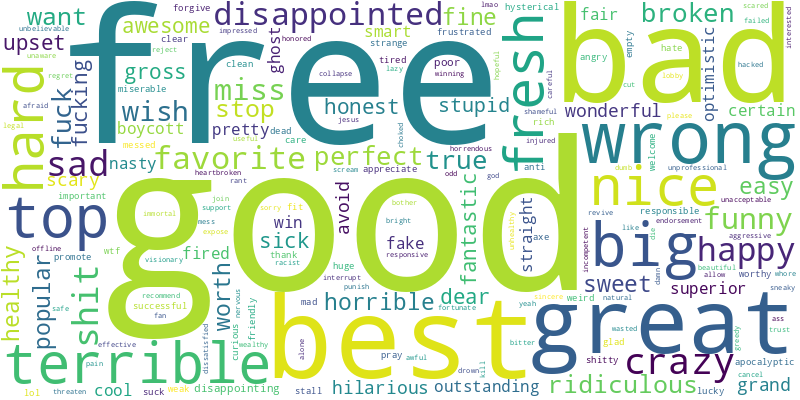 free
good
bad
best
great
wrong
terrible
big
nice
top
hard
fresh
disappointed
shit
sad
crazy
happy
favorite
perfect
funny
miss
wish
true
want
awesome
fine
broken
upset
gross
stop
honest
stupid
wonderful
optimistic
certain
fair
fuck
fucking
boycott
pretty
nasty
scary
healthy
popular
worth
fired
sick
win
fake
avoid
straight
fantastic
easy
sweet
superior
horrible
dear
hilarious
outstanding
ridiculous
grand
cool
disappointing
smart
ghost
forgive
clear
unbelievable
unaware
reject
regret
miserable
clean
impressed
honored
strange
tired
lazy
poor
winning
frustrated
hysterical
lmao
hopeful
careful
scared
failed
interested
angry
empty
hate
hacked
cut
lobby
please
rich
shameful
injured
collapse
jesus
choked
horrendous
useful
care
dead
messed
afraid
legal
heartbroken
rant
scream
appreciate
odd
god
anti
welcome
dumb
unprofessional
unacceptable
important
immortal
join
support
mess
expose
sorry
fit
bother
bright
responsive
thank
racist
interrupt
punish
huge
axe
unhealthy
revive
responsible
endorsement
like
die
damn
aggressive
incompetent
beautiful
allow
worthy
whore
sneaky
offline
promote
wtf
visionary
recommend
successful
fan
safe
effective
pain
lol
threaten
suck
weak
dissatisfied
curious
nervous
wealthy
friendly
mad
alone
pray
awful
fortunate
yeah
sincere
weird
natural
bitter
drown
kill
stall
shitty
wasted
glad
greedy
ass
trust
apocalyptic
cancel
lucky